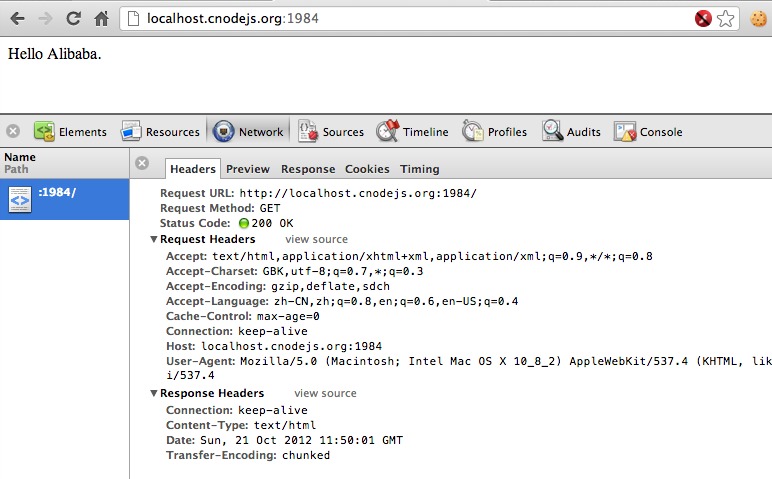 localhost.cnodejs.org:1984
Hello Alibaba.
Elements Resources Network Sources Timeline Profiles Audits Console
Name
Path
Headers Preview Response Cookies Timing
:1984/
Request URL: http://localhost.cnodejs.org:1984/
Request Method: GET
Status Code: 200 OK
Request Headers view source
Accept: text/html,application/xhtml+xml,application/xml;q=0.9,*/*;q=0.8
Accept-Charset: GBK,utf-8;q=0.7,*;q=0.3
Accept-Encoding: gzip,deflate,sdch
Accept-Language: zh-CN,zh;q=0.8,en;q=0.6,en-US;q=0.4
Cache-Control: max-age=0
Connection: keep-alive
Host: localhost.cnodejs.org:1984
User-Agent: Mozilla/5.0 (Macintosh; Intel Mac OS X 10_8_2) AppleWebKit/537.4 (KHTML, lik
i/537.4
Response Headers view source
Connection: keep-alive
Content-Type: text/html
Date: Sun, 21 Oct 2012 11:50:01 GMT
Transfer-Encoding: chunked